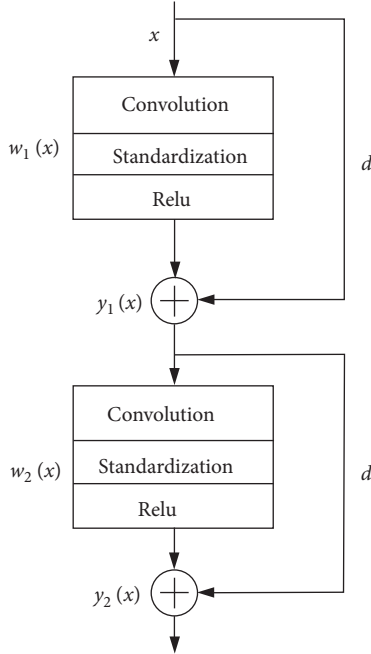 x
Convolution
w1 (x)
Standardization
d
Relu
y1 (x)
Convolution
w2 (x)
Standardization
d
Relu
y2 (x)